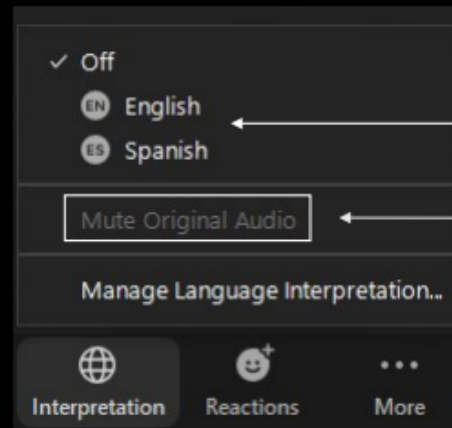 Off
EN English
ES Spanish
Mute Original Audio
Manage Language Interpretation...
Interpretation Reactions More